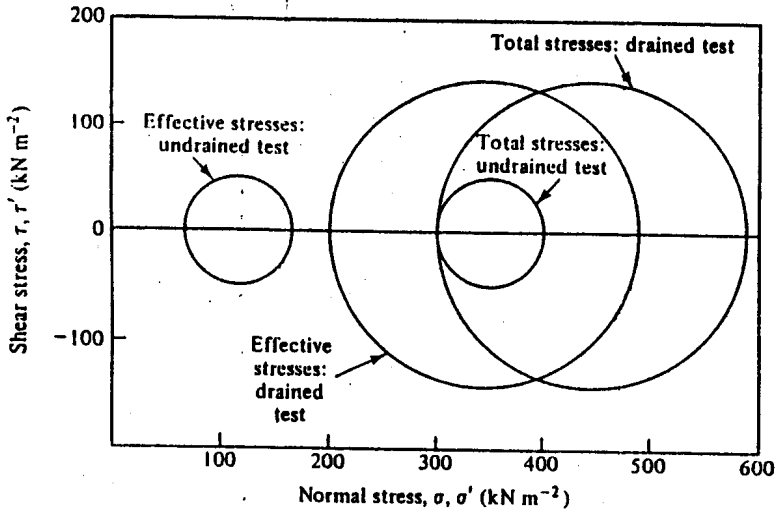 200
Total stresses: drained test
100
Effective stresses:
undrained test
Total stresses:
undrained test
0
Shear stress, τ, τ′ (kN m⁻²)
−100
Effective
stresses:
drained
test
100
200
300
400
500
600
Normal stress, σ, σ′ (kN m⁻²)